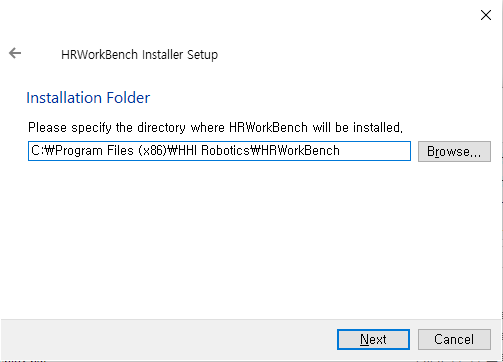 HRWorkBench Installer Setup
Installation Folder
Please specify the directory where HRWorkBench will be installed.
C:₩Program Files (x86)₩HHI Robotics₩HRWorkBench
Browse...
Next
Cancel